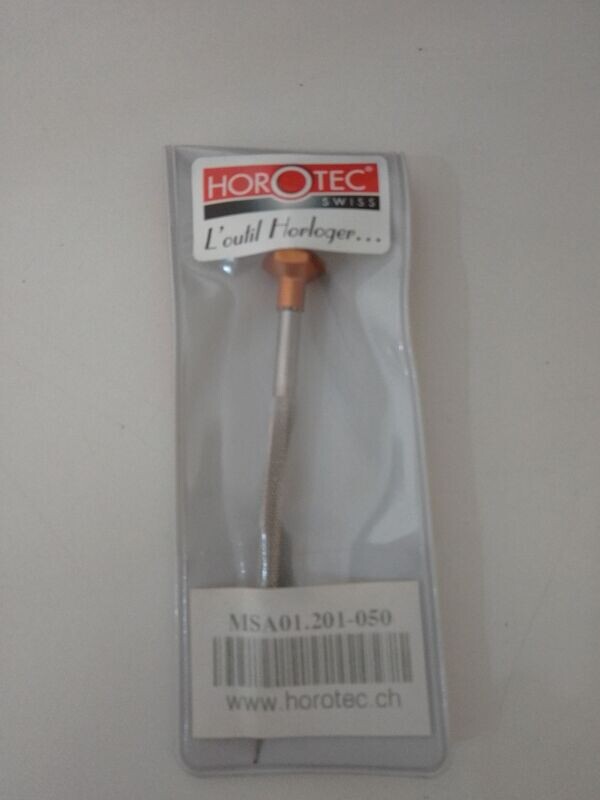 HOROTEC®
SWISS
L'outil Horloger...
MSA01.201-050
www.horotec.ch